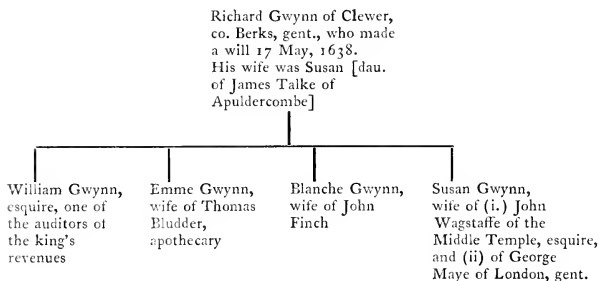 Richard Gwynn of Clewer,
co. Berks, gent., who made
a will 17 May, 1638.
His wife was Susan [dau.
of James Talke of
Apuldercombe]
William Gwynn,
esquire, one of
the auditors of
the king's
revenues
Emme Gwynn,
wife of Thomas
Bludder,
apothecary
Blanche Gwynn,
wife of John
Finch
Susan Gwynn,
wife of (i.) John
Wagstaffe of the
Middle Temple, esquire,
and (ii) of George
Maye of London, gent.